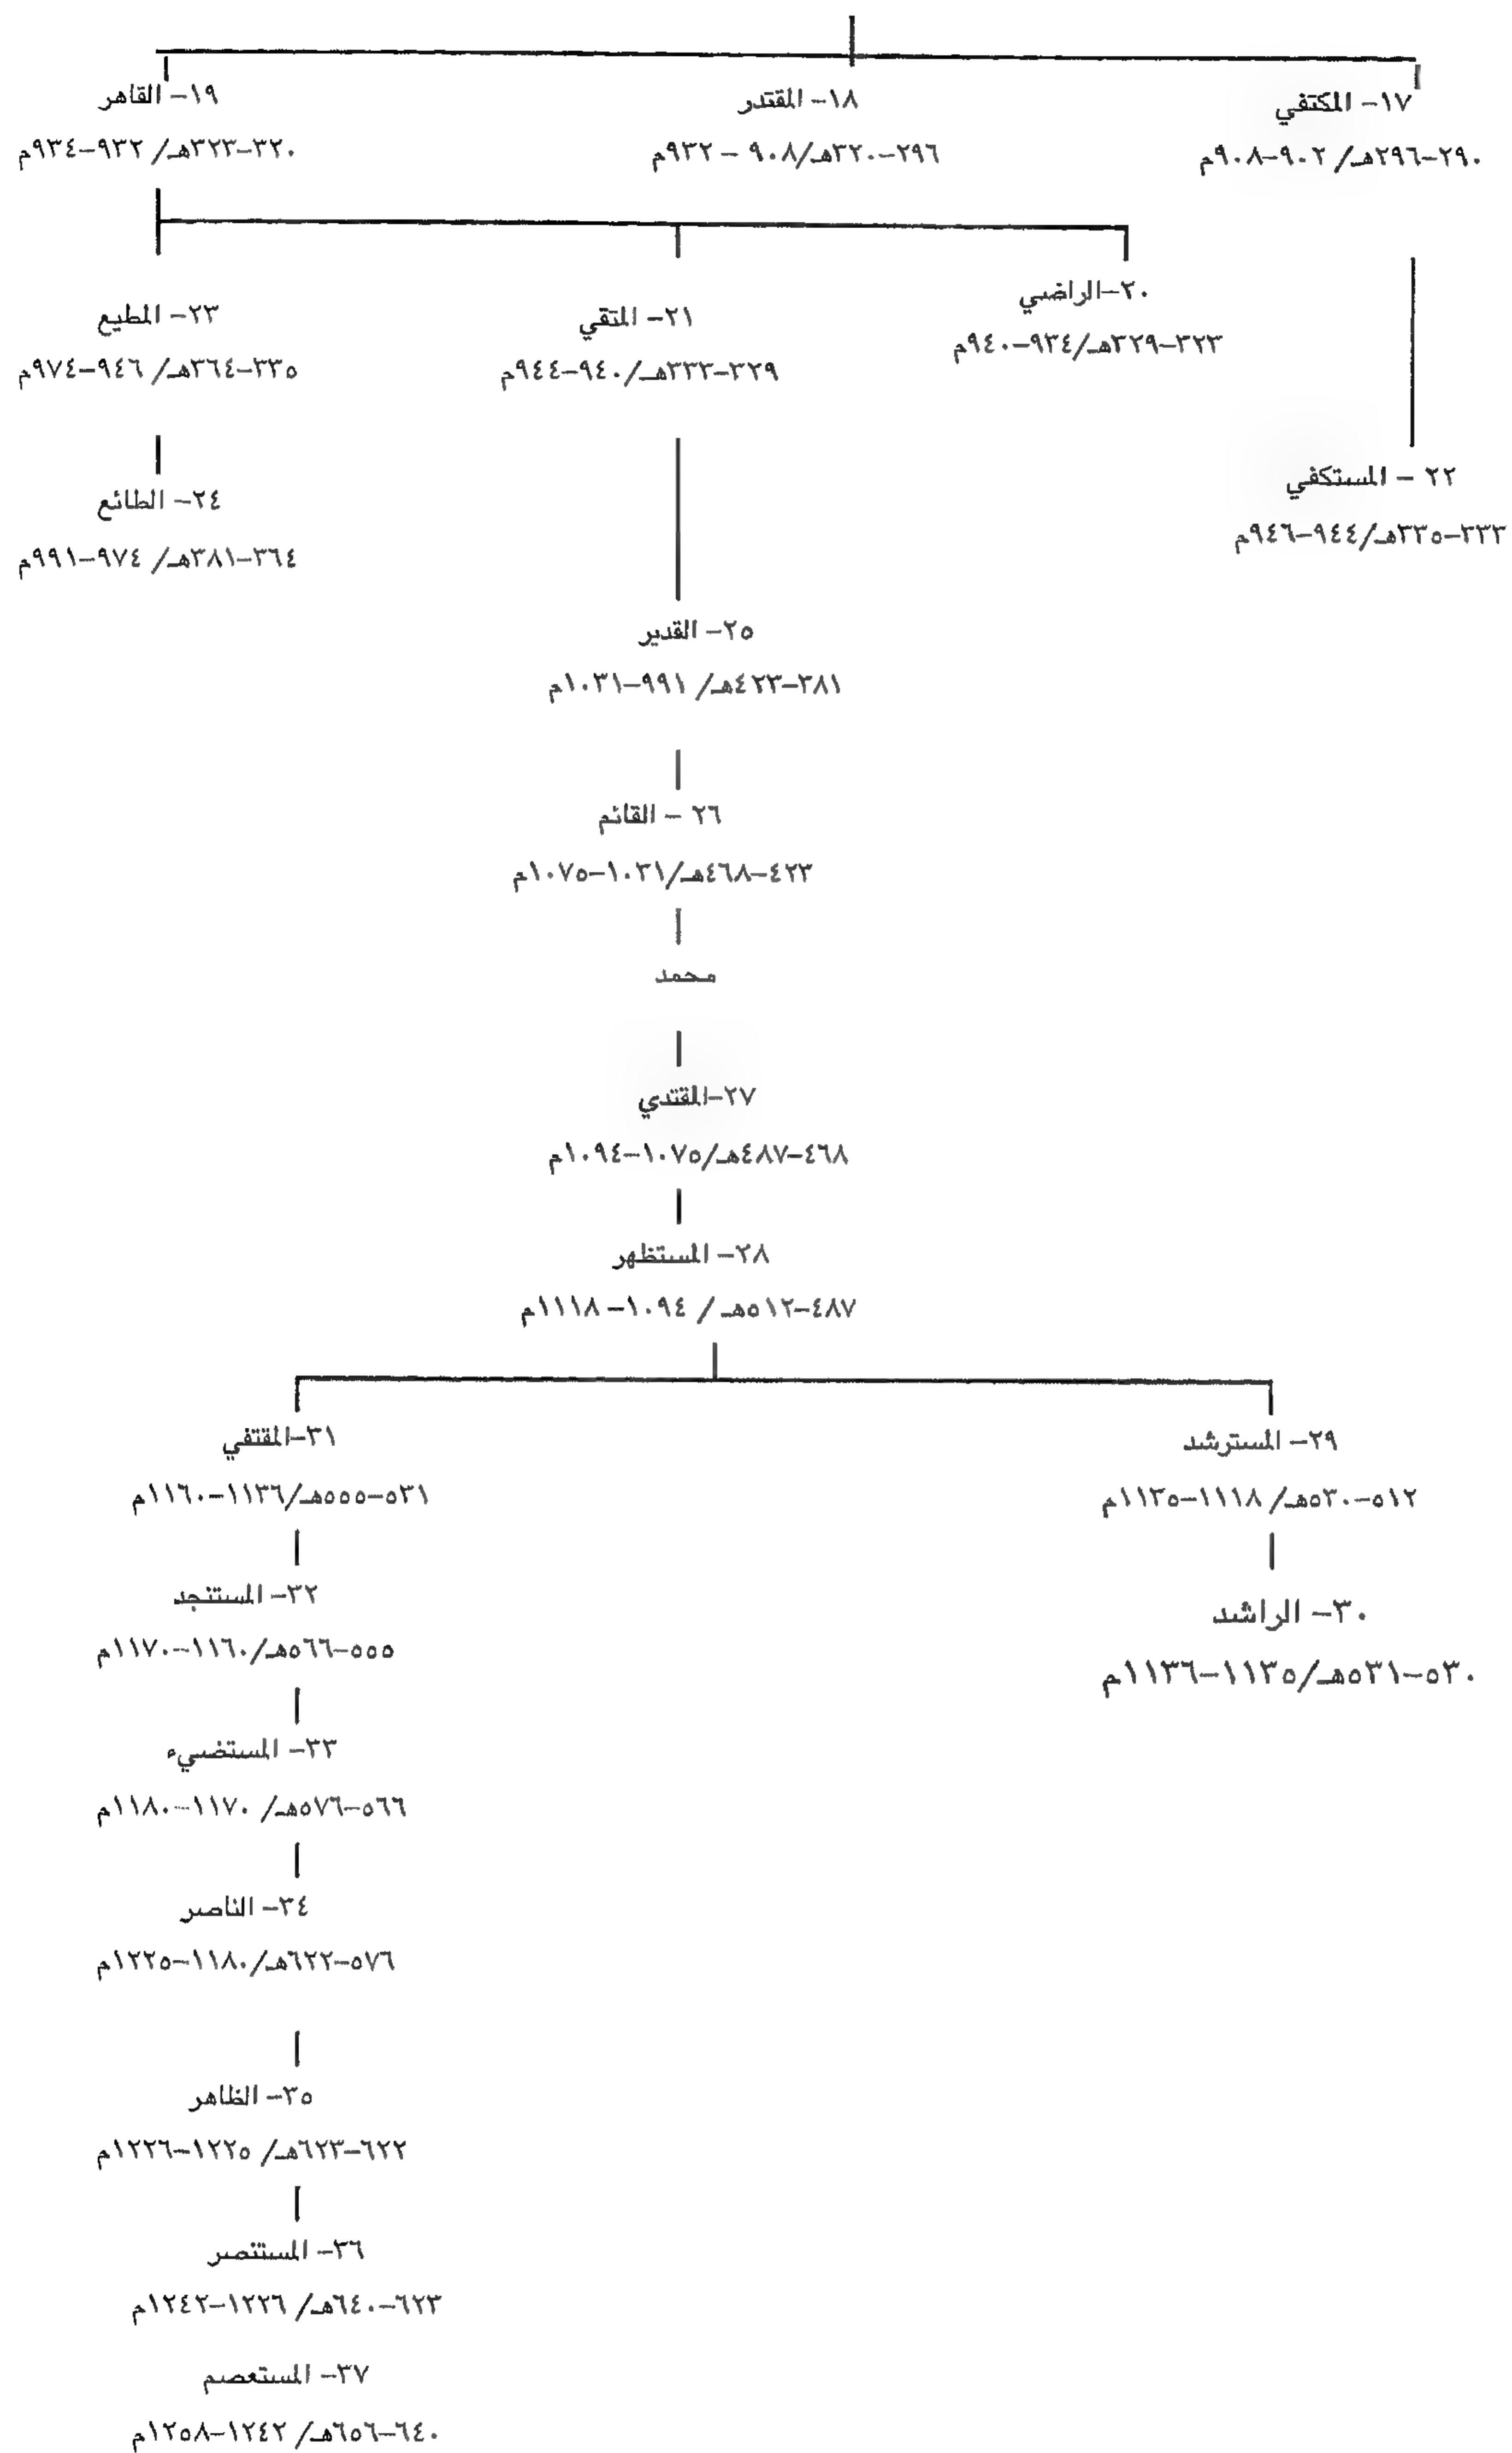 ١٧- المكتفي
٢٩٠-٢٩٦هـ/ ٩٠٢-٩٠٨م
١٨- المقتدر
٢٩٦-٣٢٠هـ/٩٠٨ - ٩٣٢م
١٩- القاهر
٣٢٠-٣٢٣هـ/ ٩٣٢-٩٣٤م
٢٠-الراضي
٣٢٣-٣٢٩هـ/٩٣٤-٩٤٠م
٢١- المتقي
٣٢٩-٣٣٣هـ/٩٤٠-٩٤٤م
٢٣- المطيع
٣٣٥-٣٦٤هـ/ ٩٤٦-٩٧٤م
٢٢ - المستكفي
٣٣٣-٣٣٥هـ/٩٤٤-٩٤٦م
٢٤- الطائع
٣٦٤-٣٨١هـ/ ٩٧٤-٩٩١م
٢٥- القدير
٣٨١-٤٢٣هـ/ ٩٩١-١٠٣١م
٢٦ - القائم
٤٢٣-٤٦٨هـ/١٠٣١-١٠٧٥م
محمد
٢٧-المقتدي
٤٦٨-٤٨٧هـ/١٠٧٥-١٠٩٤م
٢٨- المستظهر
٤٨٧-٥١٢هـ / ١٠٩٤- ١١١٨م
٢٩- المسترشد
٥١٢-٥٣٠هـ/ ١١١٨-١١٣٥م
٣٠- الراشد
٥٣٠-٥٣١هـ/١١٣٥-١١٣٦م
٣١-المقتفي
٥٣١-٥٥٥هـ/١١٣٦-١١٦٠م
٣٢- المستنجد
٥٥٥-٥٦٦هـ/١١٦٠-١١٧٠م
٣٣- المستضيء
٥٦٦-٥٧٦هـ/ ١١٧٠-١١٨٠م
٣٤- الناصر
٥٧٦-٦٢٢هـ/١١٨٠-١٢٢٥م
٣٥- الظاهر
٦٢٢-٦٢٣هـ/ ١٢٢٥-١٢٢٦م
٣٦- المستنصر
٦٢٣-٦٤٠هـ/ ١٢٢٦-١٢٤٢م
٣٧- المستعصم
٦٤٠-٦٥٦هـ/ ١٢٤٢-١٢٥٨م